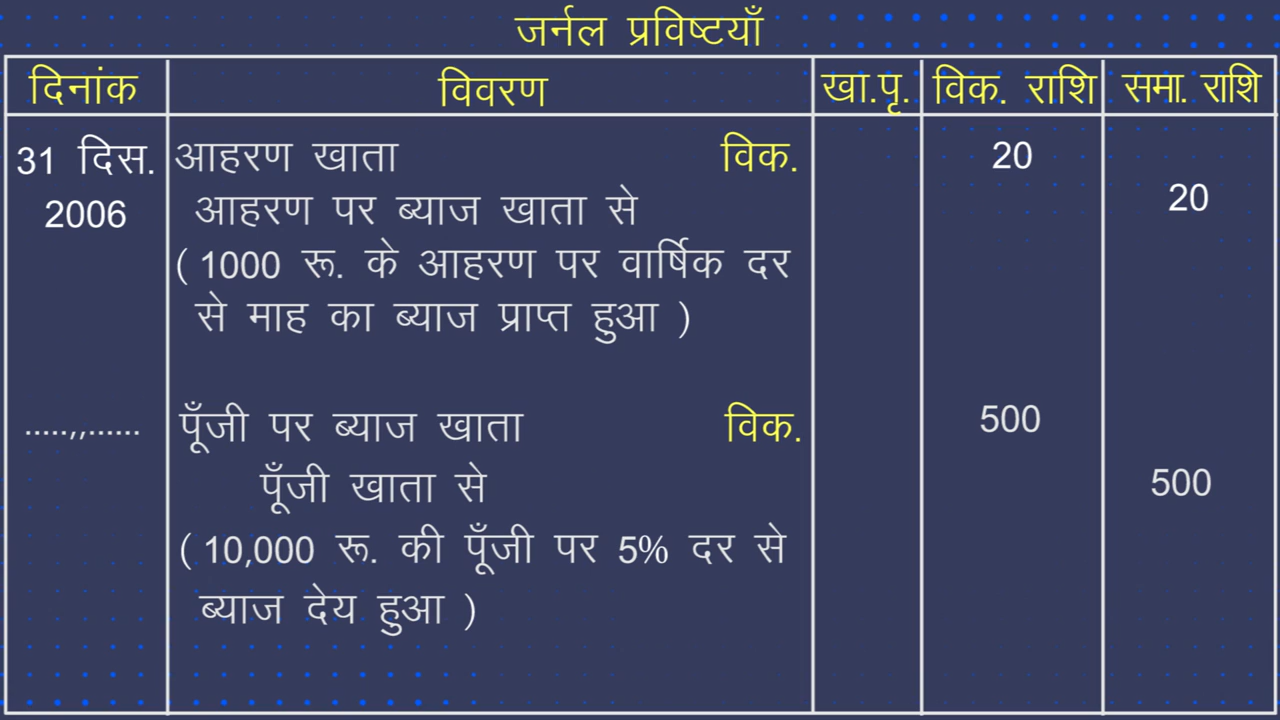 जर्नल प्रविष्टयाँ
दिनांक विवरण खा.पृ. विक. राशि समा. राशि
31 दिस. आहरण खाता विक. 20
2006 आहरण पर ब्याज खाता से 20
( 1000 रू. के आहरण पर वार्षिक दर
से माह का ब्याज प्राप्त हुआ )
.....,,...... पूँजी पर ब्याज खाता विक. 500
पूँजी खाता से 500
( 10,000 रू. की पूँजी पर 5% दर से
ब्याज देय हुआ )